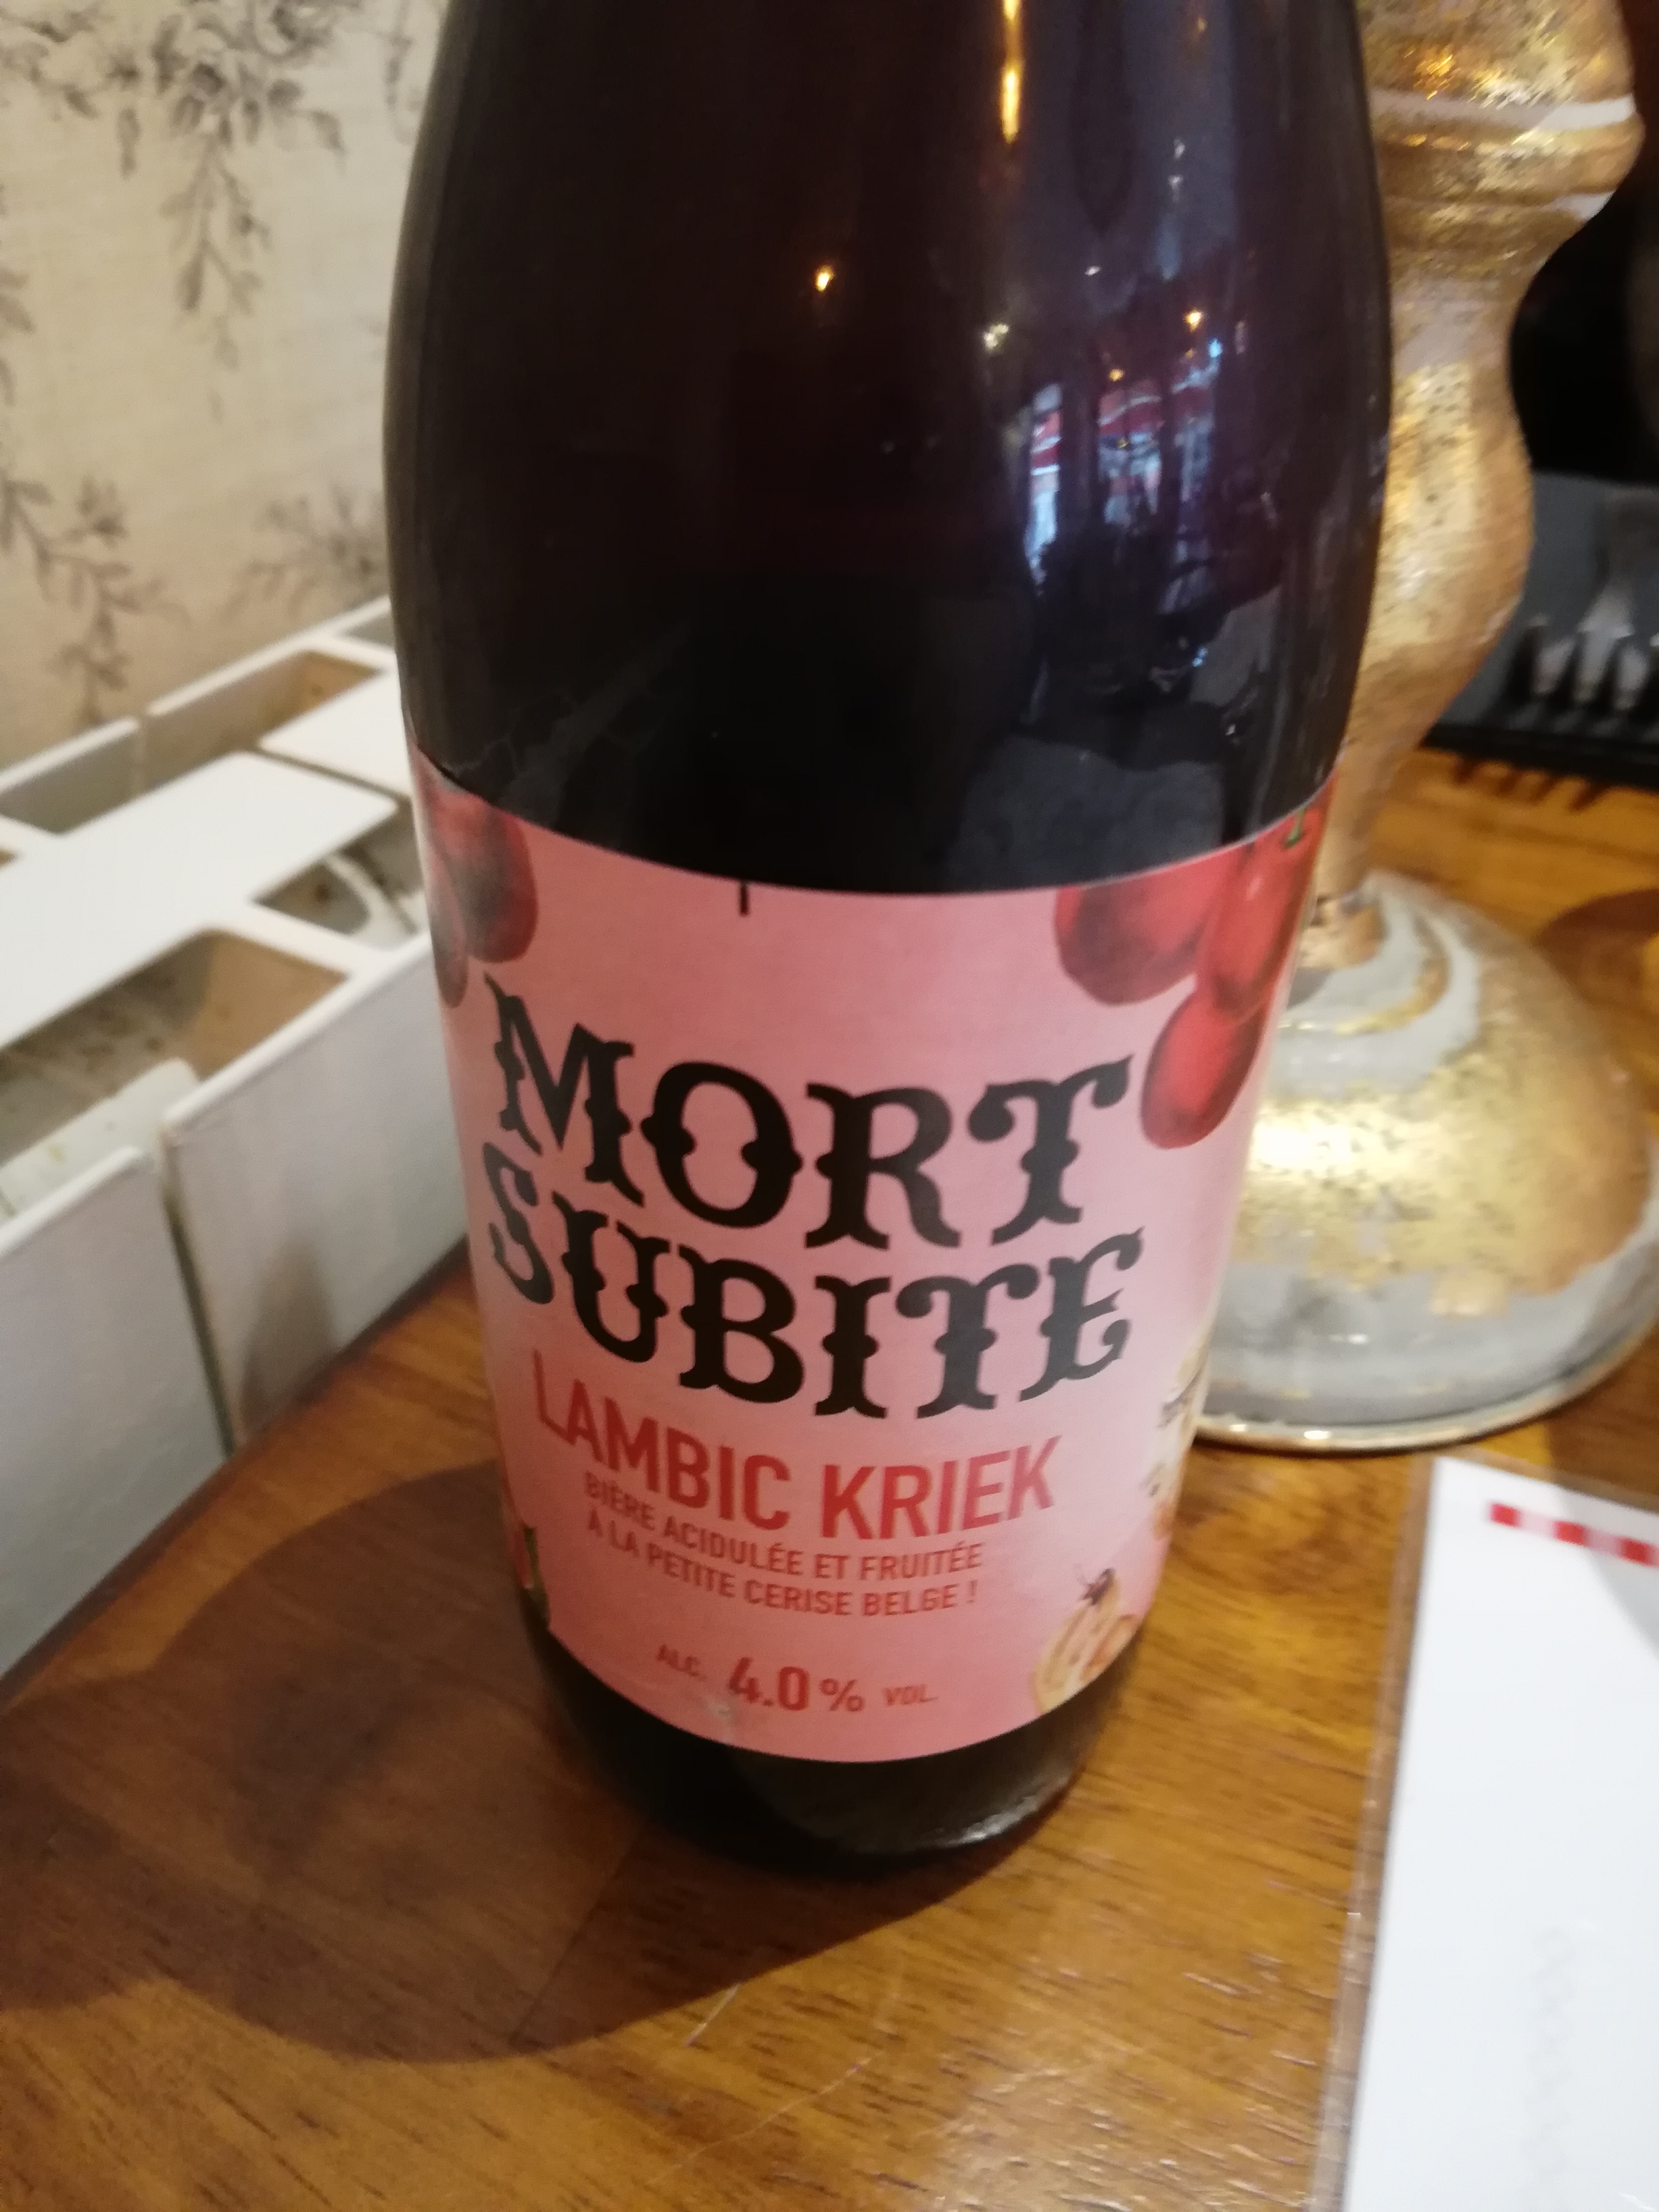 MORT
SUBITE
LAMBIC KRIEK
BIÈRE ACIDULÉE ET FRUITÉE
À LA PETITE CERISE BELGE !
ALC. 4.0 % VOL.